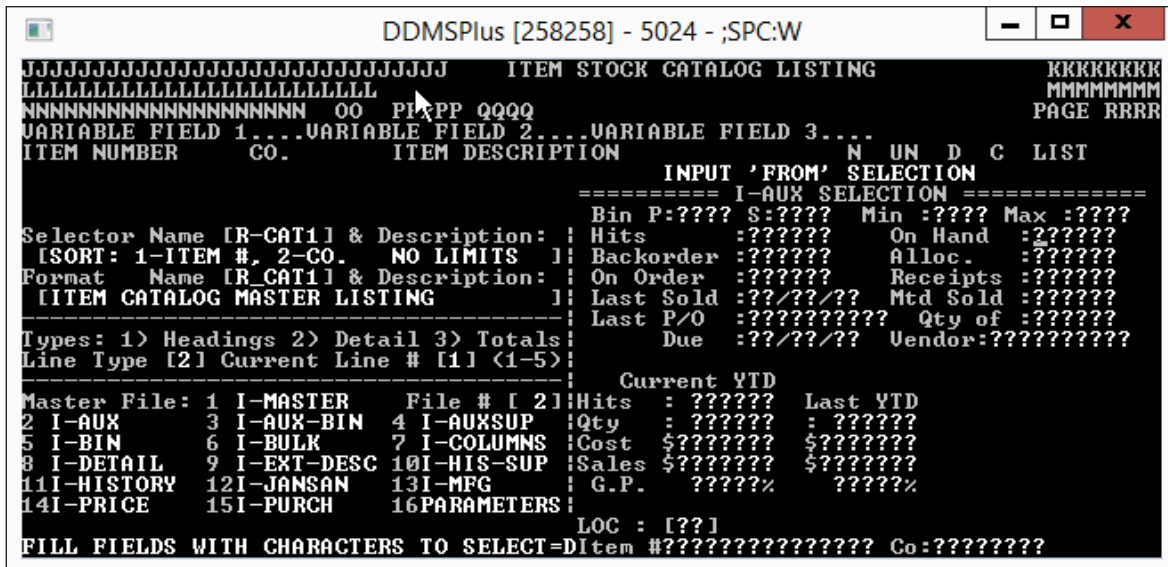 DDMSPlus [258258] - 5024 - ;SPC:W
JJJJJJJJJJJJJJJJJJJJJJJJJJJJJJ ITEM STOCK CATALOG LISTING KKKKKKKK
LLLLLLLLLLLLLLLLLLLLLLLLL MMMMMMMM
NNNNNNNNNNNNNNNNNNNN OO QQQQ PAGE RRRR
VARIABLE FIELD 1....VARIABLE FIELD 2....VARIABLE FIELD 3....
ITEM NUMBER CO. ITEM DESCRIPTION N UN D C LIST
INPUT 'FROM' SELECTION
========== I-AUX SELECTION =============
Bin P:???? S:???? Min :???? Max :????
Selector Name [R-CAT1] & Description: ¦ Hits :?????? On Hand :??????
[SORT: 1-ITEM #, 2-CO. NO LIMITS ]¦ Backorder :?????? Alloc. :??????
Format Name [R_CAT1] & Description: ¦ On Order :?????? Receipts :??????
[ITEM CATALOG MASTER LISTING ]¦ Last Sold :??/??/?? Mtd Sold :??????
--------------------------------------¦ Last P/O :?????????? Qty of :??????
Types: 1) Headings 2) Detail 3) Totals¦ Due :??/??/?? Vendor:??????????
Line Type [2] Current Line # [1] (1-5)¦
--------------------------------------¦ Current YTD
Master File: 1 I-MASTER File # [ 2]¦Hits : ?????? Last YTD
2 I-AUX 3 I-AUX-BIN 4 I-AUXSUP ¦Qty : ?????? : ??????
5 I-BIN 6 I-BULK 7 I-COLUMNS ¦Cost $??????? $???????
8 I-DETAIL 9 I-EXT-DESC 10I-HIS-SUP ¦Sales $??????? $???????
11I-HISTORY 12I-JANSAN 13I-MFG ¦ G.P. ?????% ?????%
14I-PRICE 15I-PURCH 16PARAMETERS¦
LOC : [??]
FILL FIELDS WITH CHARACTERS TO SELECT=DItem #??????????????? Co:????????